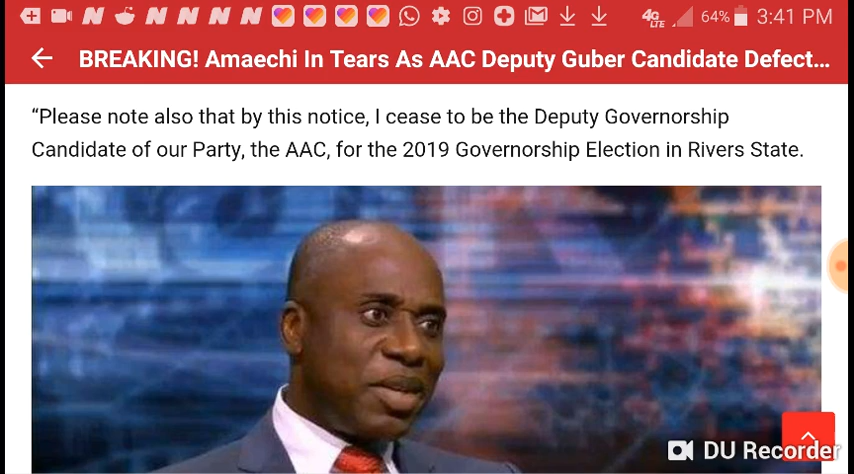 4G
LTE
64%
3:41 PM
BREAKING! Amaechi In Tears As AAC Deputy Guber Candidate Defect...
“Please note also that by this notice, I cease to be the Deputy Governorship
Candidate of our Party, the AAC, for the 2019 Governorship Election in Rivers State.
DU Recorder